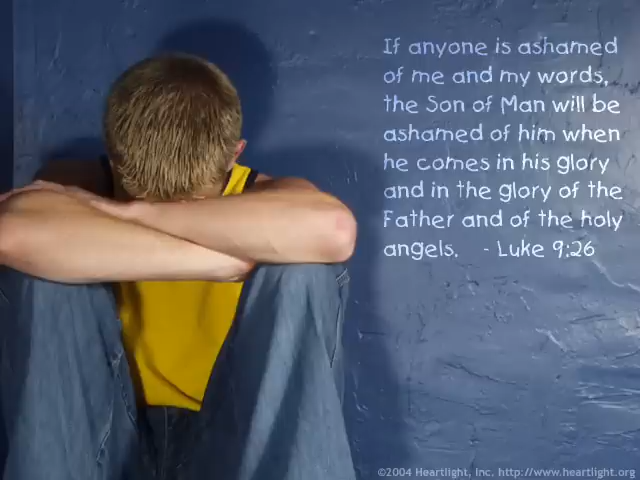 If anyone is ashamed
of me and my words,
the Son of Man will be
ashamed of him when
he comes in his glory
and in the glory of the
Father and of the holy
angels. - Luke 9:26
©2004 Heartlight, Inc. http://www.heartlight.org